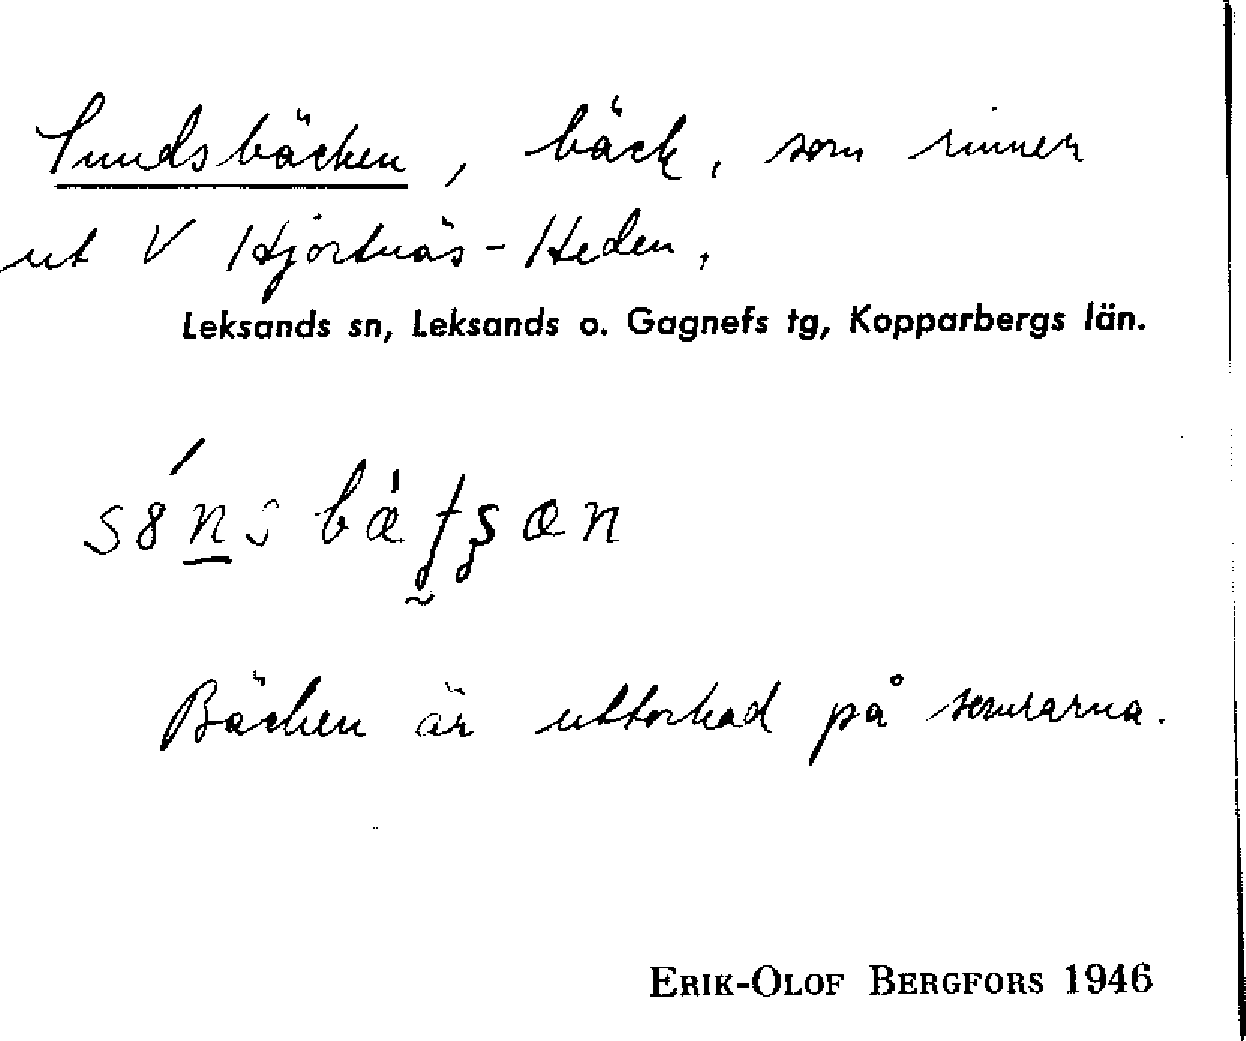 Sundsbäcken, bäck, som rinner
ut V Hjortnäs-Heden,
Leksands sn, Leksands o. Gagnefs tg, Kopparbergs län.
Bäcken är uttorkad på somrarna.
ERIK-OLOF BERGFORS 1946